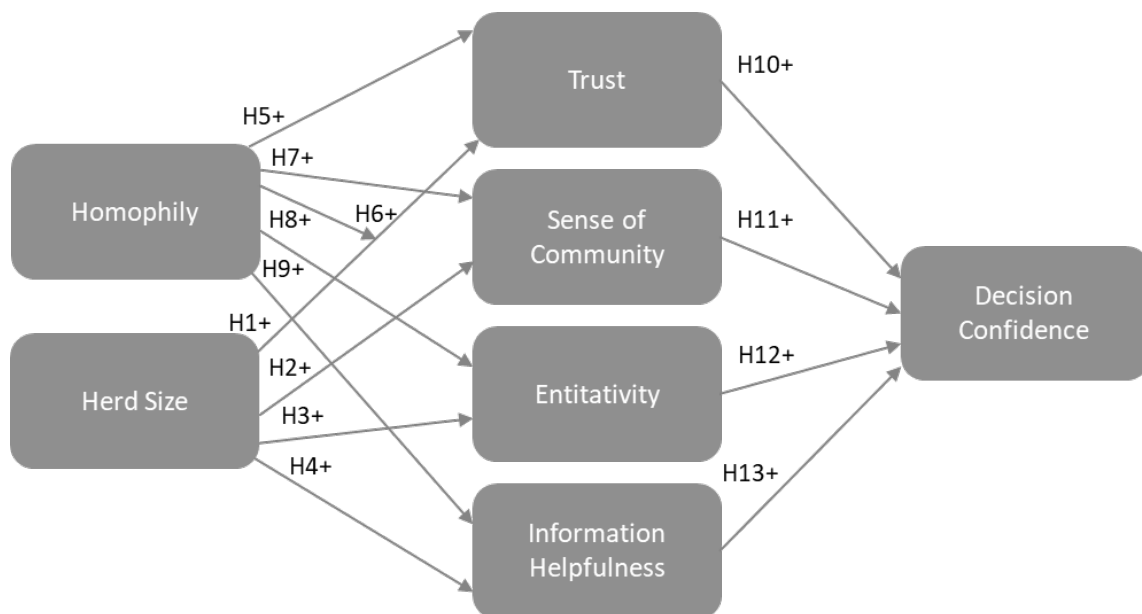 Trust
H10+
H5+
H7+
Homophily
H6+
H8+
Sense of
Community
H11+
H9+
Decision
Confidence
H1+
H2+
H12+
Herd Size
Entitativity
H3+
H4+
H13+
Information
Helpfulness